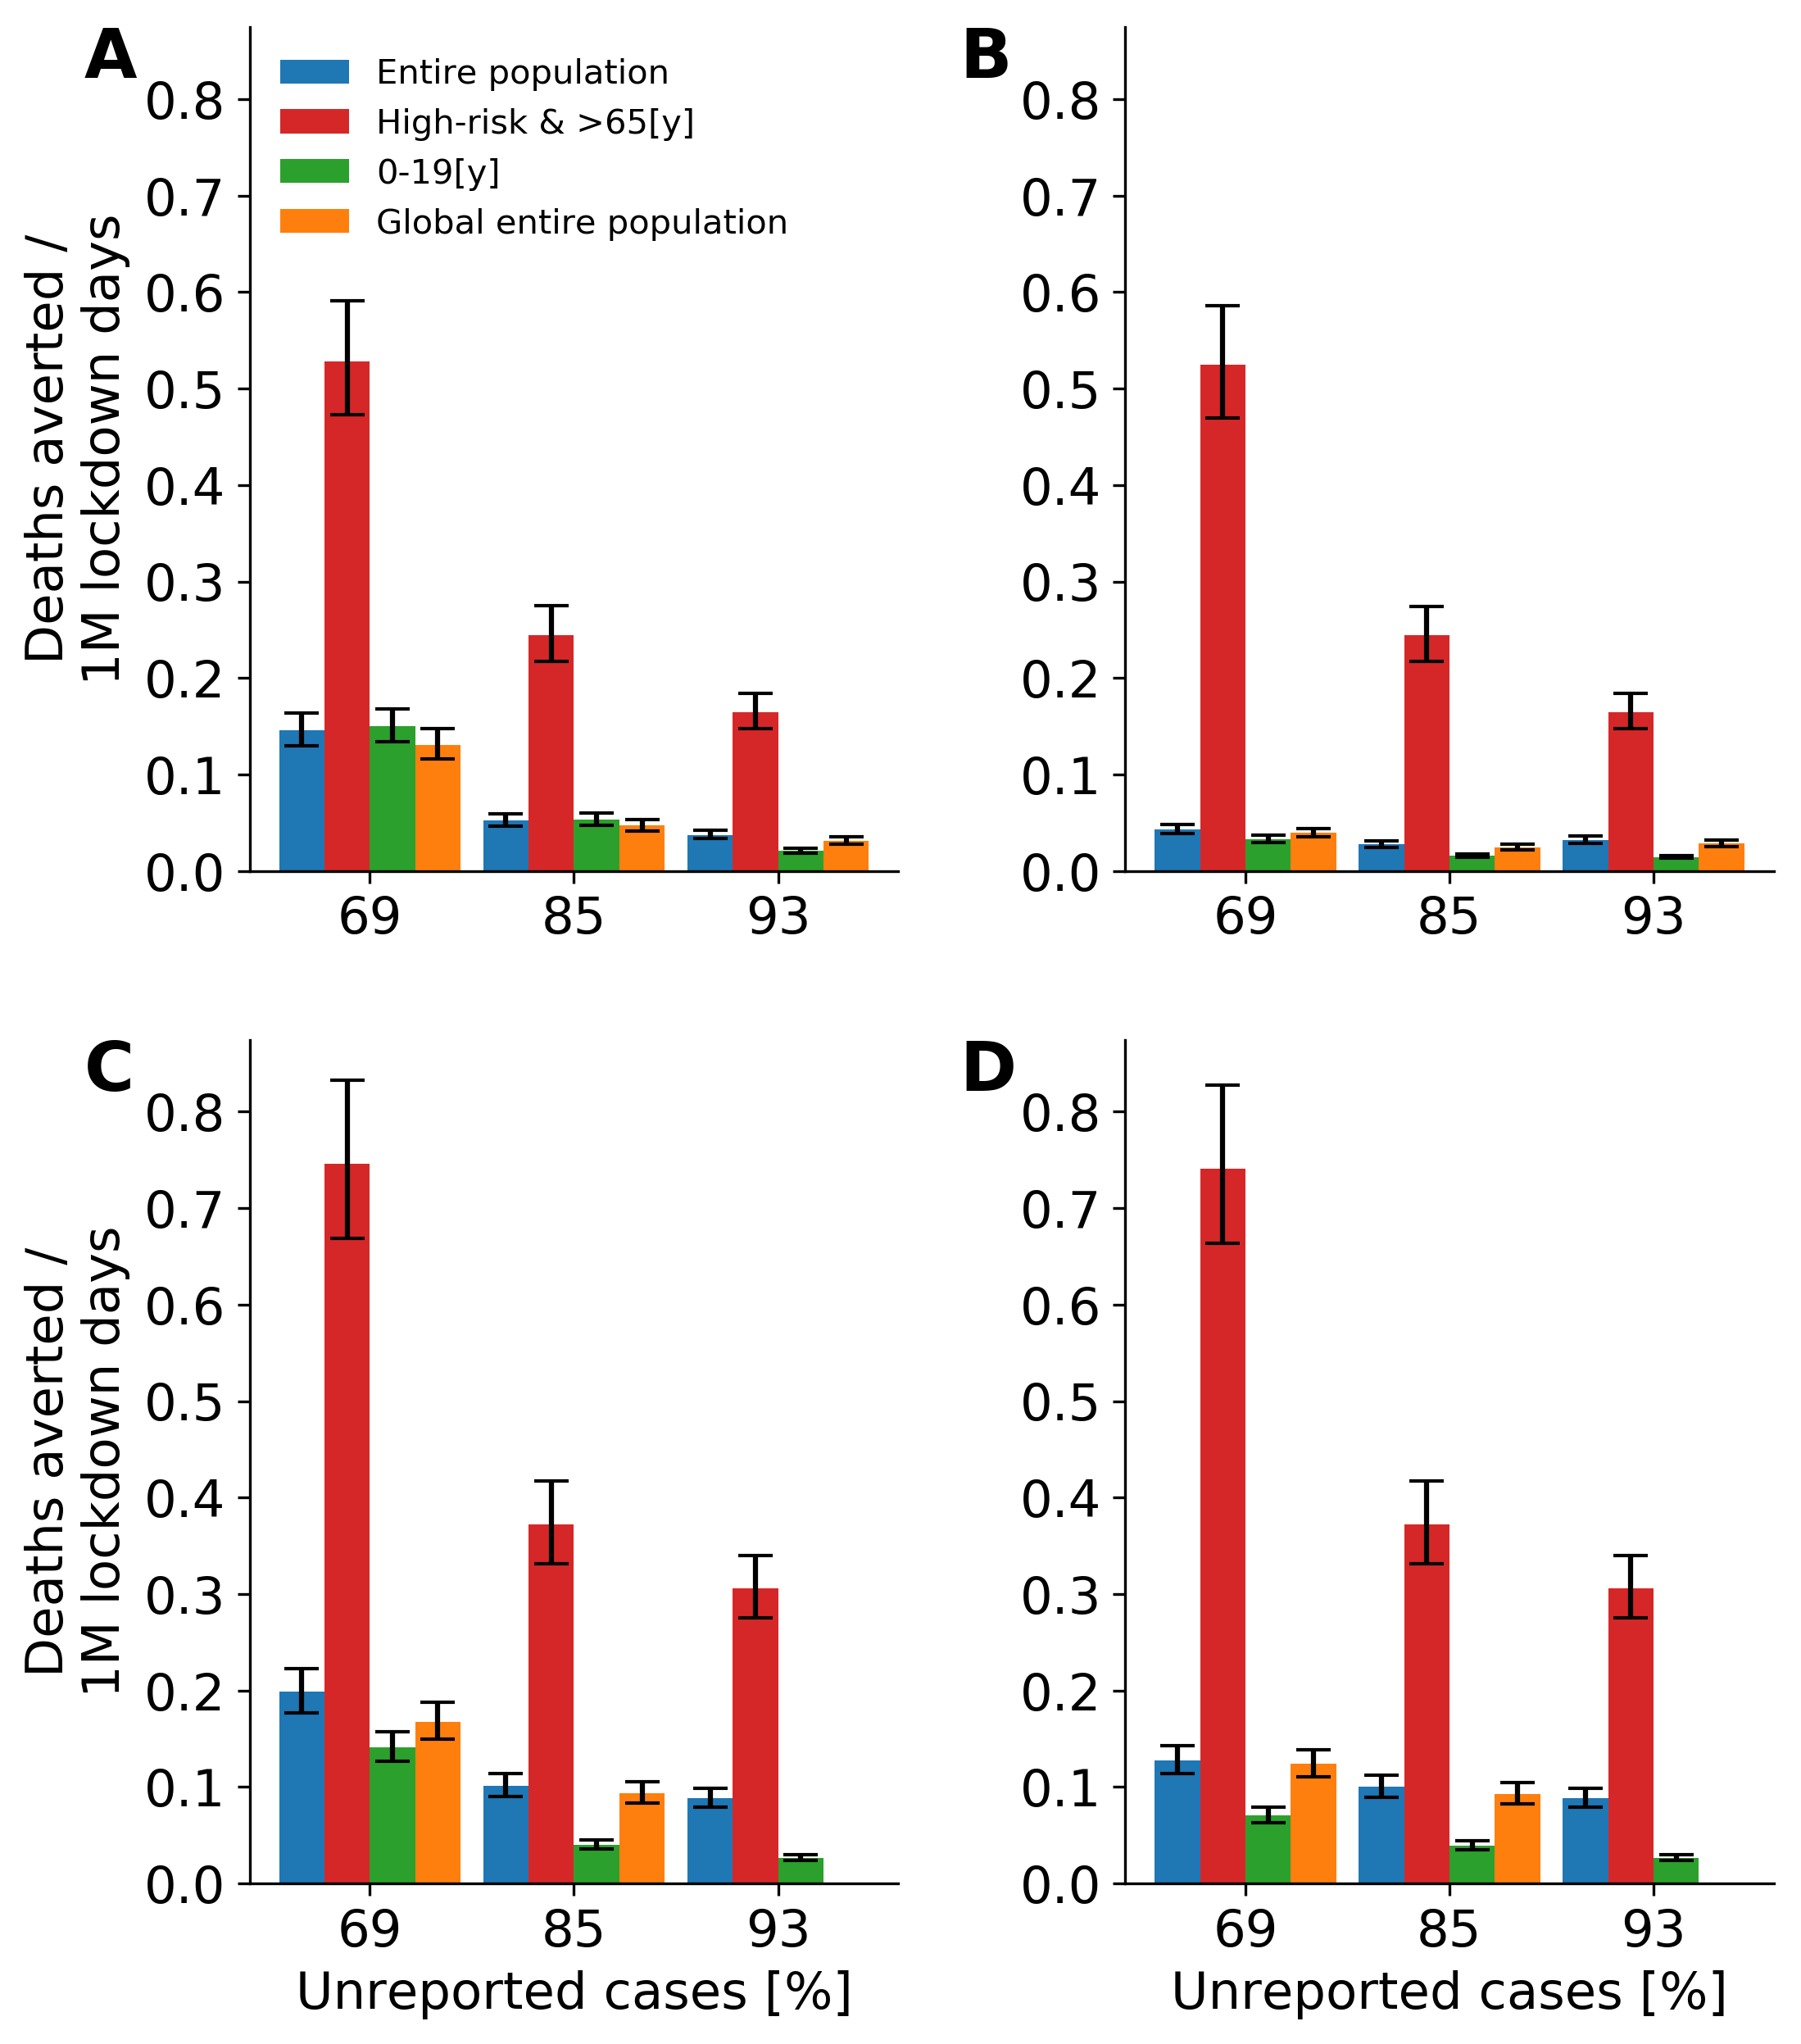 A
Deaths averted /
1M lockdown days
0.8
0.7
0.6
0.5
0.4
0.3
0.2
0.1
0.0
Entire population
High-risk & >65[y]
0-19[y]
Global entire population
69 85 93
B
0.8
0.7
0.6
0.5
0.4
0.3
0.2
0.1
0.0
69 85 93
C
Deaths averted /
1M lockdown days
0.8
0.7
0.6
0.5
0.4
0.3
0.2
0.1
0.0
69 85 93
Unreported cases [%]
D
0.8
0.7
0.6
0.5
0.4
0.3
0.2
0.1
0.0
69 85 93
Unreported cases [%]